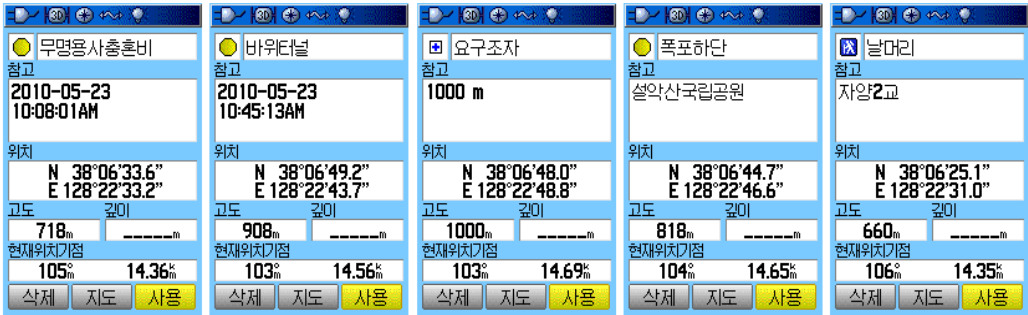 3D
무명용사충혼비
참고
2010-05-23
10:08:01AM
위치
N 38°06'33.6"
E 128°22'33.2"
고도 깊이
718m _____m
현재위치기점
105°m 14.36km
삭제 지도 사용
3D
바위터널
참고
2010-05-23
10:45:13AM
위치
N 38°06'49.2"
E 128°22'43.7"
고도 깊이
908m _____m
현재위치기점
103°m 14.56km
삭제 지도 사용
3D
요구조자
참고
1000 m
위치
N 38°06'48.0"
E 128°22'48.8"
고도 깊이
1000m _____m
현재위치기점
103°m 14.69km
삭제 지도 사용
3D
폭포하단
참고
설악산국립공원
위치
N 38°06'44.7"
E 128°22'46.6"
고도 깊이
818m _____m
현재위치기점
104°m 14.65km
삭제 지도 사용
3D
날머리
참고
자양2교
위치
N 38°06'25.1"
E 128°22'31.0"
고도 깊이
660m _____m
현재위치기점
106°m 14.35km
삭제 지도 사용